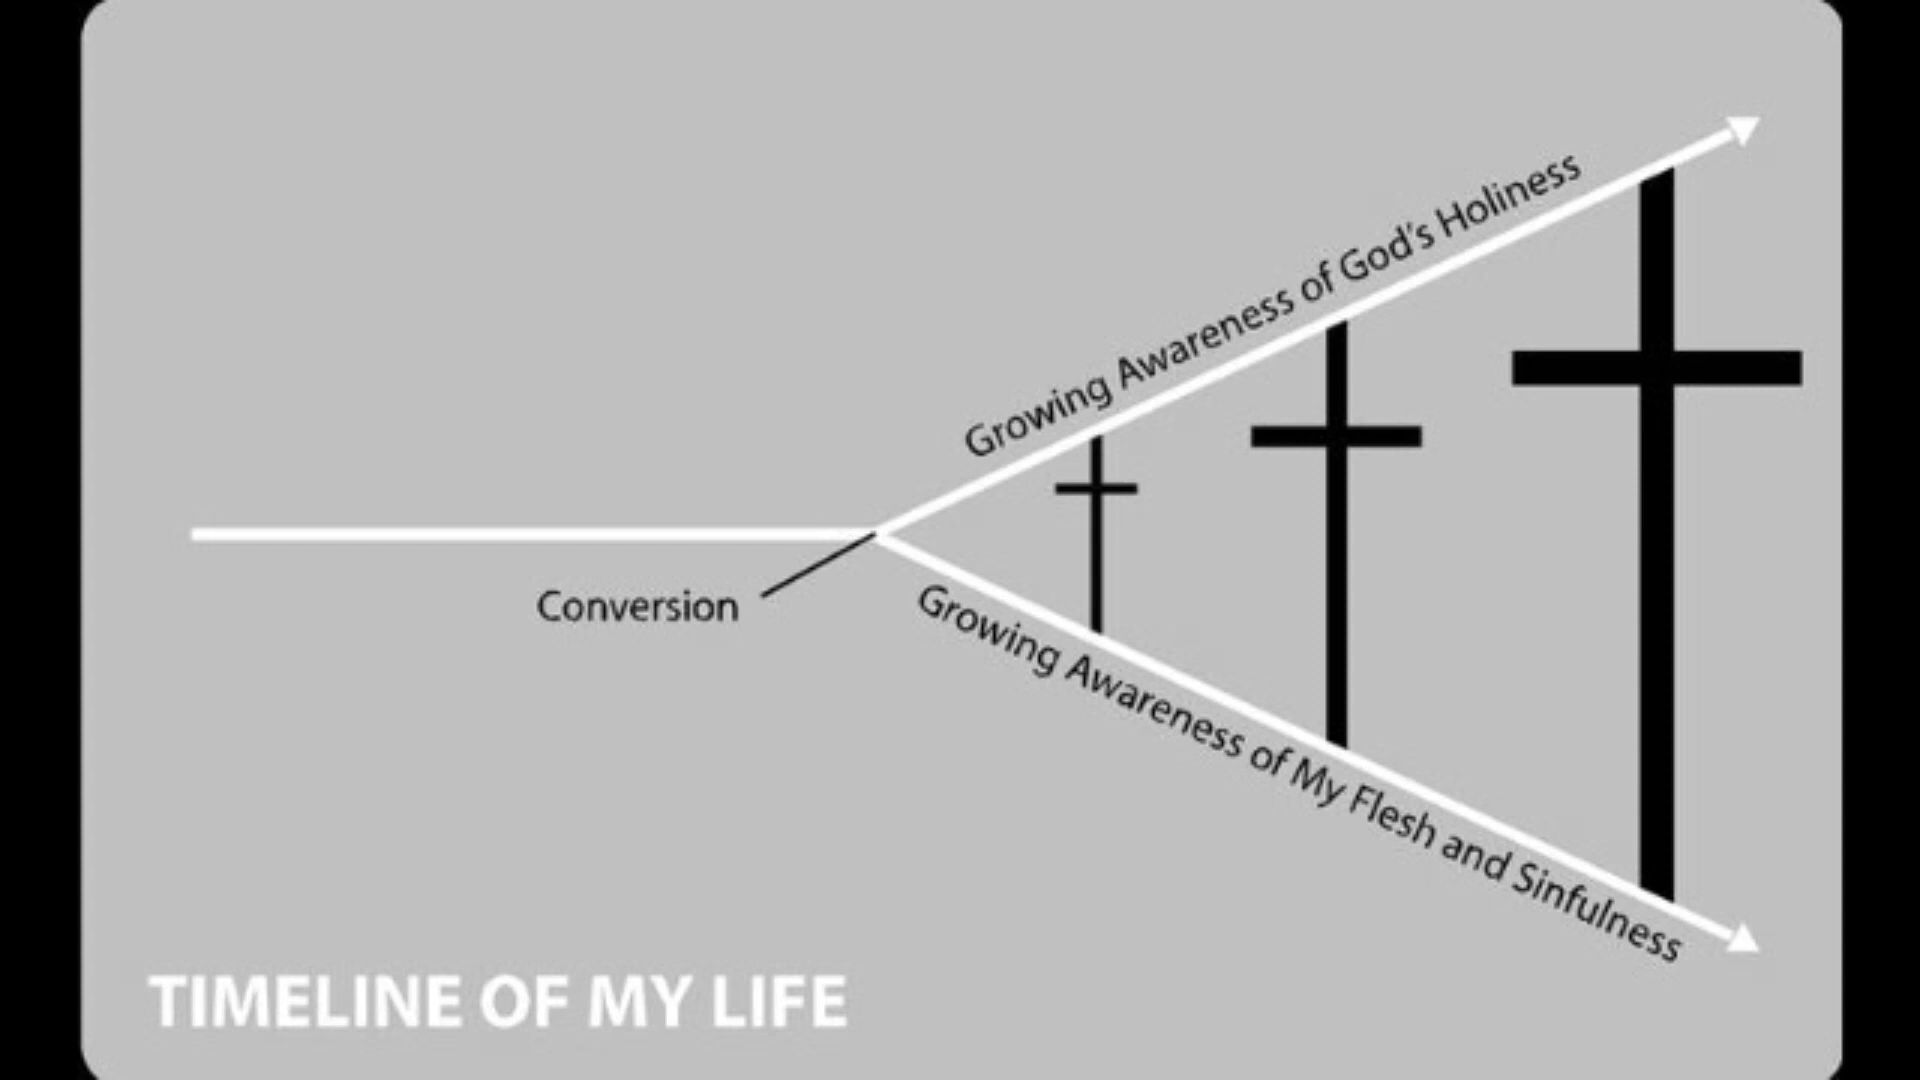 Growing Awareness of God's Holiness
Conversion
Growing Awareness of My Flesh and Sinfulness
TIMELINE OF MY LIFE